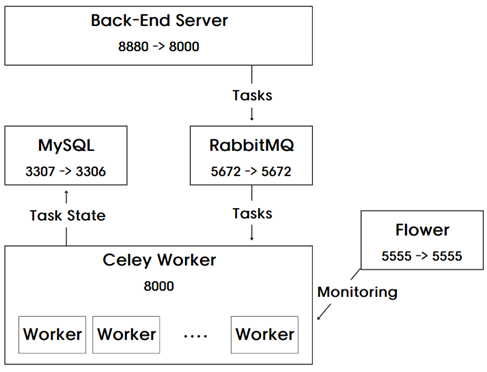 Back-End Server
8880 -> 8000
Tasks
MySQL
3307 -> 3306
RabbitMQ
5672 -> 5672
Task State
Tasks
Flower
5555 -> 5555
Celey Worker
8000
Monitoring
Worker Worker .... Worker